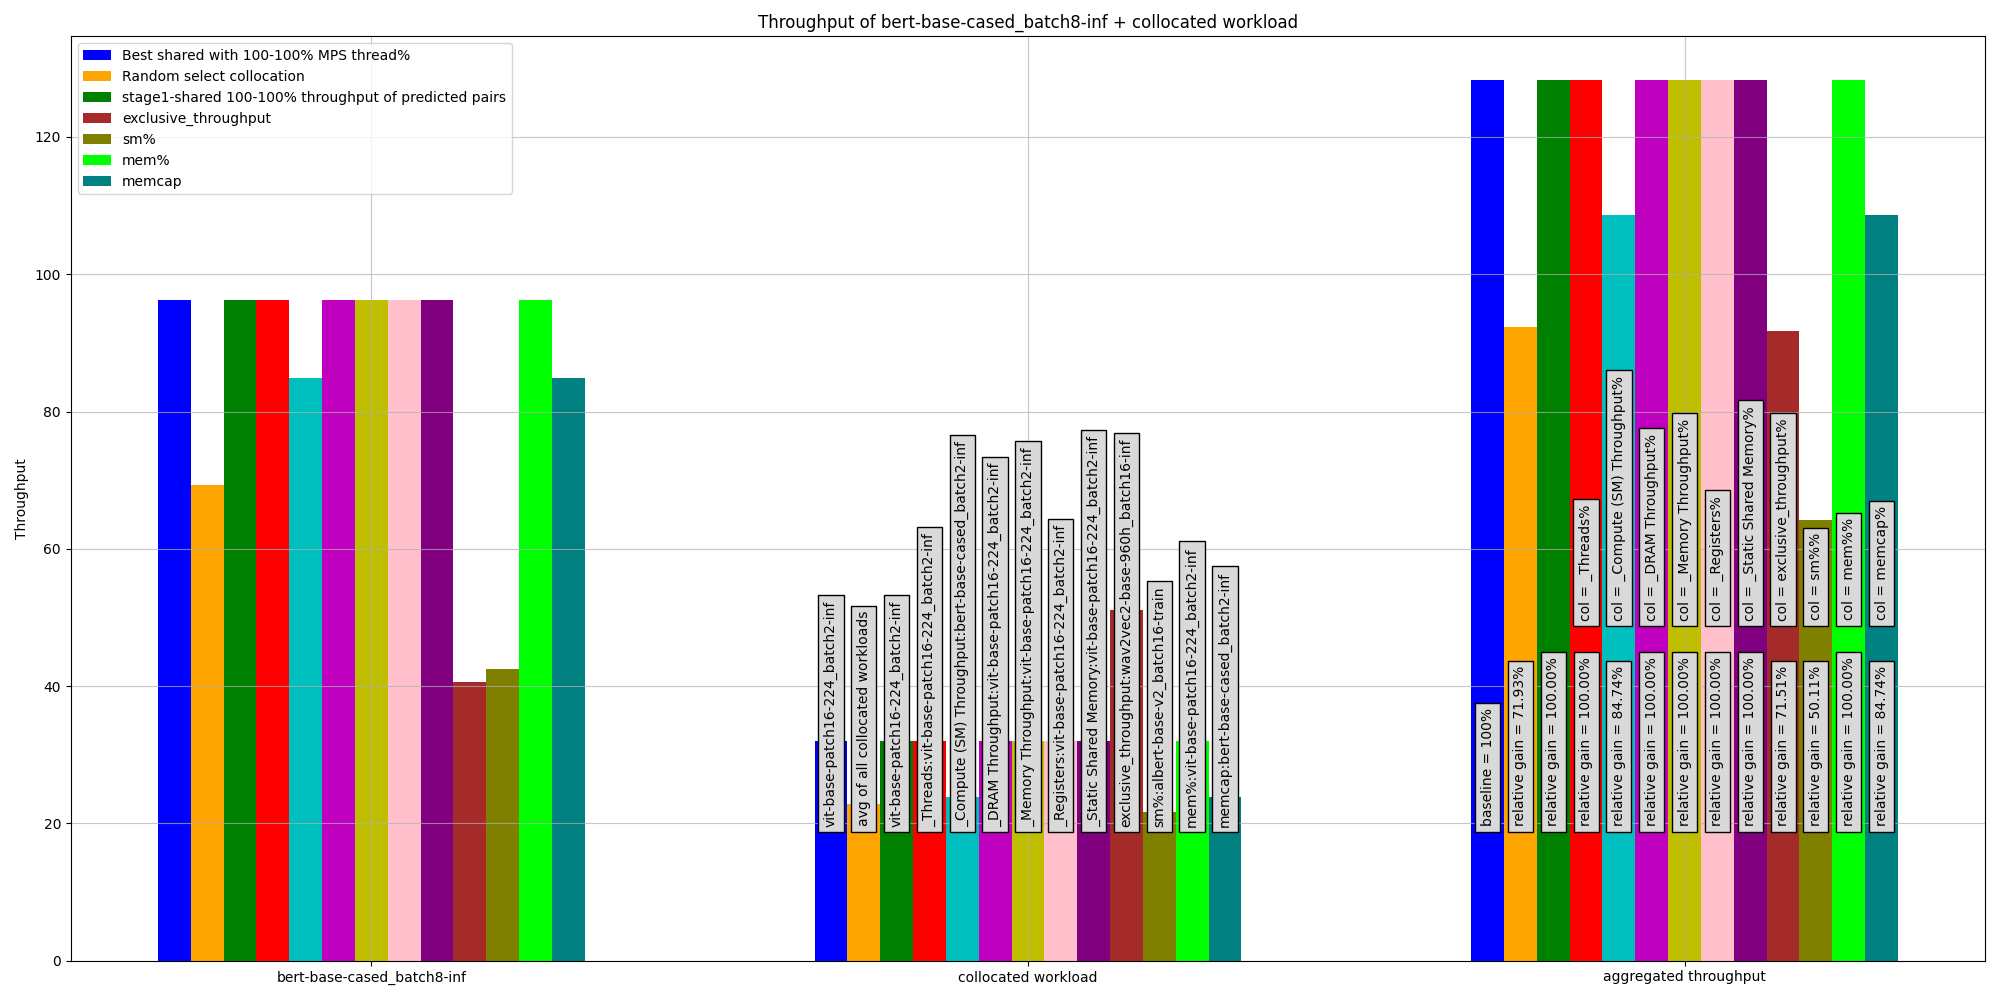 Throughput of bert-base-cased_batch8-inf + collocated workload
Best shared with 100-100% MPS thread%
Random select collocation
stage1-shared 100-100% throughput of predicted pairs
exclusive_throughput
sm%
mem%
memcap
Throughput
120
100
80
60
40
20
0
vit-base-patch16-224_batch2-inf
avg of all collocated workloads
vit-base-patch16-224_batch2-inf
_Threads:vit-base-patch16-224_batch2-inf
_Compute (SM) Throughput:bert-base-cased_batch2-inf
_DRAM Throughput:vit-base-patch16-224_batch2-inf
_Memory Throughput:vit-base-patch16-224_batch2-inf
_Registers:vit-base-patch16-224_batch2-inf
_Static Shared Memory:vit-base-patch16-224_batch2-inf
exclusive_throughput:wav2vec2-base-960h_batch16-inf
sm%:albert-base-v2_batch16-train
mem%:vit-base-patch16-224_batch2-inf
memcap:bert-base-cased_batch2-inf
col = _Threads%
col = _Compute (SM) Throughput%
col = _DRAM Throughput%
col = _Memory Throughput%
col = _Registers%
col = _Static Shared Memory%
col = exclusive_throughput%
col = sm%%
col = mem%%
col = memcap%
baseline = 100%
relative gain = 71.93%
relative gain = 100.00%
relative gain = 100.00%
relative gain = 84.74%
relative gain = 100.00%
relative gain = 100.00%
relative gain = 100.00%
relative gain = 100.00%
relative gain = 71.51%
relative gain = 50.11%
relative gain = 100.00%
relative gain = 84.74%
bert-base-cased_batch8-inf
collocated workload
aggregated throughput